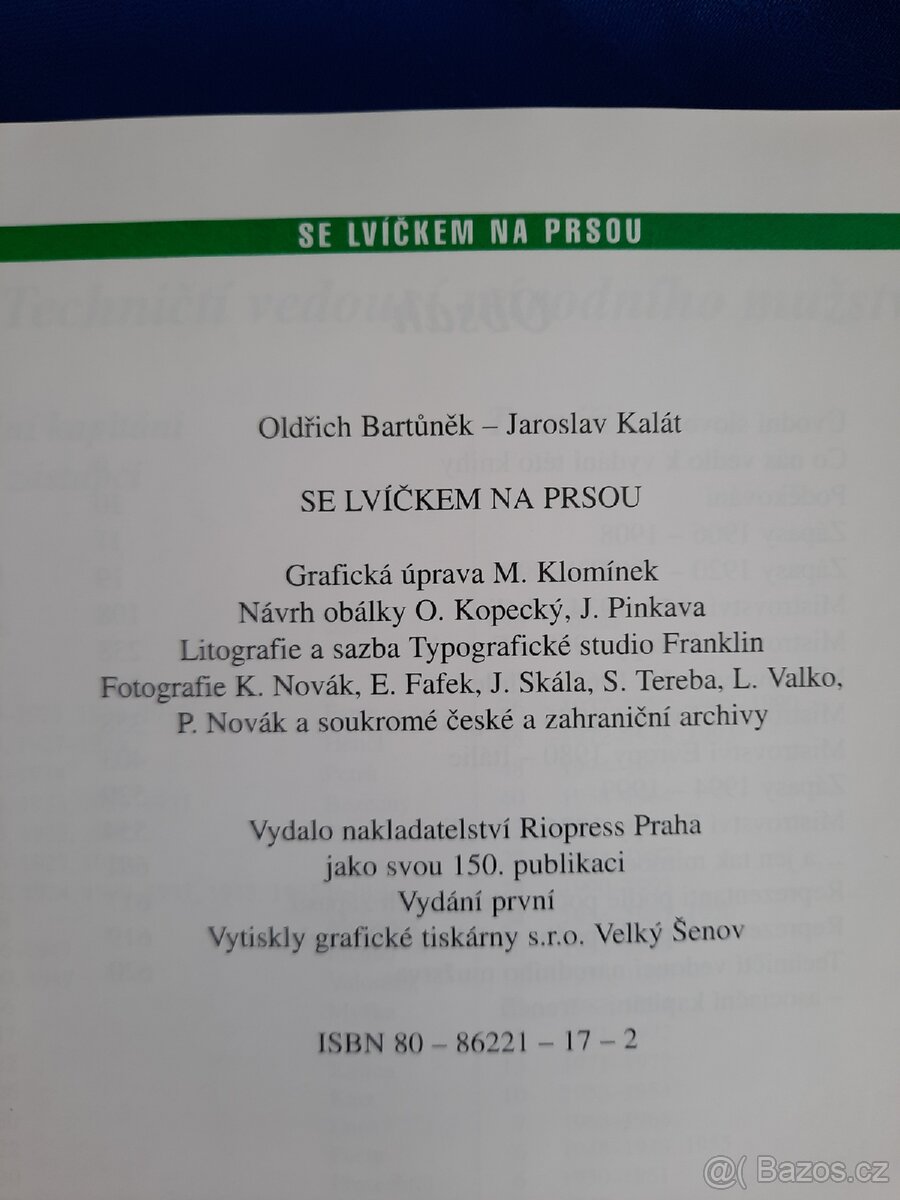 SE LVÍČKEM NA PRSOU
Oldřich Bartůněk – Jaroslav Kalát
SE LVÍČKEM NA PRSOU
Grafická úprava M. Klomínek
Návrh obálky O. Kopecký, J. Pinkava
Litografie a sazba Typografické studio Franklin
Fotografie K. Novák, E. Fafek, J. Skála, S. Tereba, L. Valko,
P. Novák a soukromé české a zahraniční archivy
Vydalo nakladatelství Riopress Praha
jako svou 150. publikaci
Vydání první
Vytiskly grafické tiskárny s.r.o. Velký Šenov
ISBN 80 – 86221 – 17 – 2
@( Bazos.cz